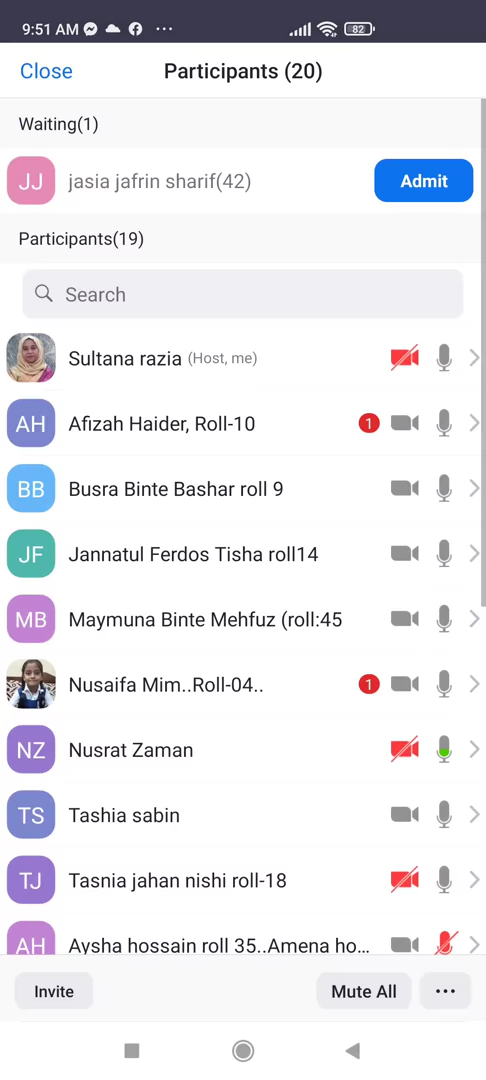 9:51 AM
82
Close
Participants (20)
Waiting(1)
JJ
jasia jafrin sharif(42)
Admit
Participants(19)
Search
Sultana razia (Host, me)
AH
Afizah Haider, Roll-10
1
BB
Busra Binte Bashar roll 9
JF
Jannatul Ferdos Tisha roll14
MB
Maymuna Binte Mehfuz (roll:45
Nusaifa Mim..Roll-04..
1
NZ
Nusrat Zaman
TS
Tashia sabin
TJ
Tasnia jahan nishi roll-18
AH
Aysha hossain roll 35..Amena ho...
Invite
Mute All